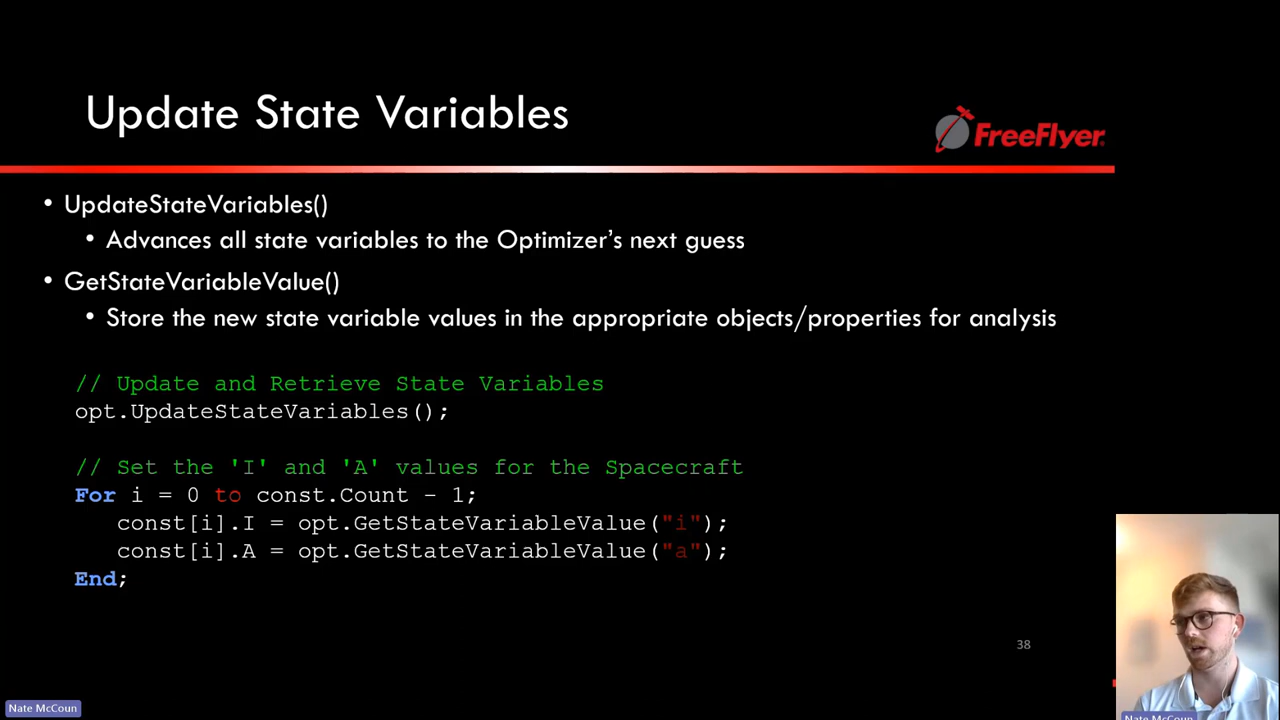 Update State Variables
FreeFlyer
• UpdateStateVariables()
• Advances all state variables to the Optimizer's next guess
• GetStateVariableValue()
• Store the new state variable values in the appropriate objects/properties for analysis
// Update and Retrieve State Variables
opt.UpdateStateVariables();
// Set the 'I' and 'A' values for the Spacecraft
For i = 0 to const.Count - 1;
const[i].I = opt.GetStateVariableValue("i");
const[i].A = opt.GetStateVariableValue("a");
End;
38
Nate McCoun
Nate McCoun